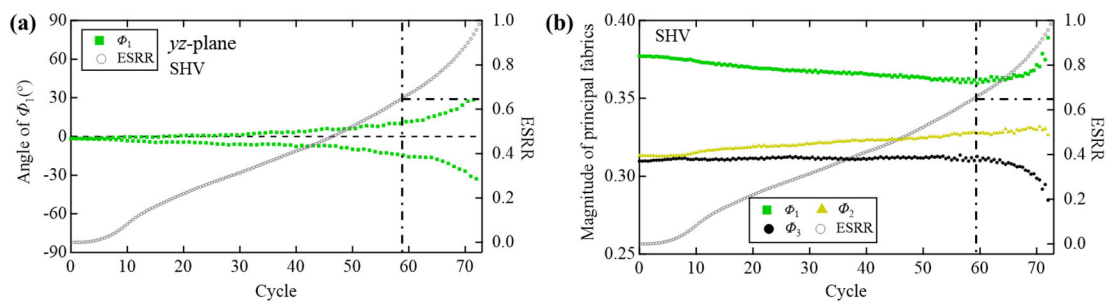 (a)
Φ1
ESRR
yz-plane
SHV
Angle of Φ1(°)
90
60
30
0
-30
-60
-90
1.0
0.8
0.6
0.4
0.2
0.0
ESRR
0 10 20 30 40 50 60 70
Cycle
(b)
SHV
Magnitude of principal fabrics
0.40
0.35
0.30
0.25
Φ1 Φ2
Φ3 ESRR
1.0
0.8
0.6
0.4
0.2
0.0
ESRR
0 10 20 30 40 50 60 70
Cycle